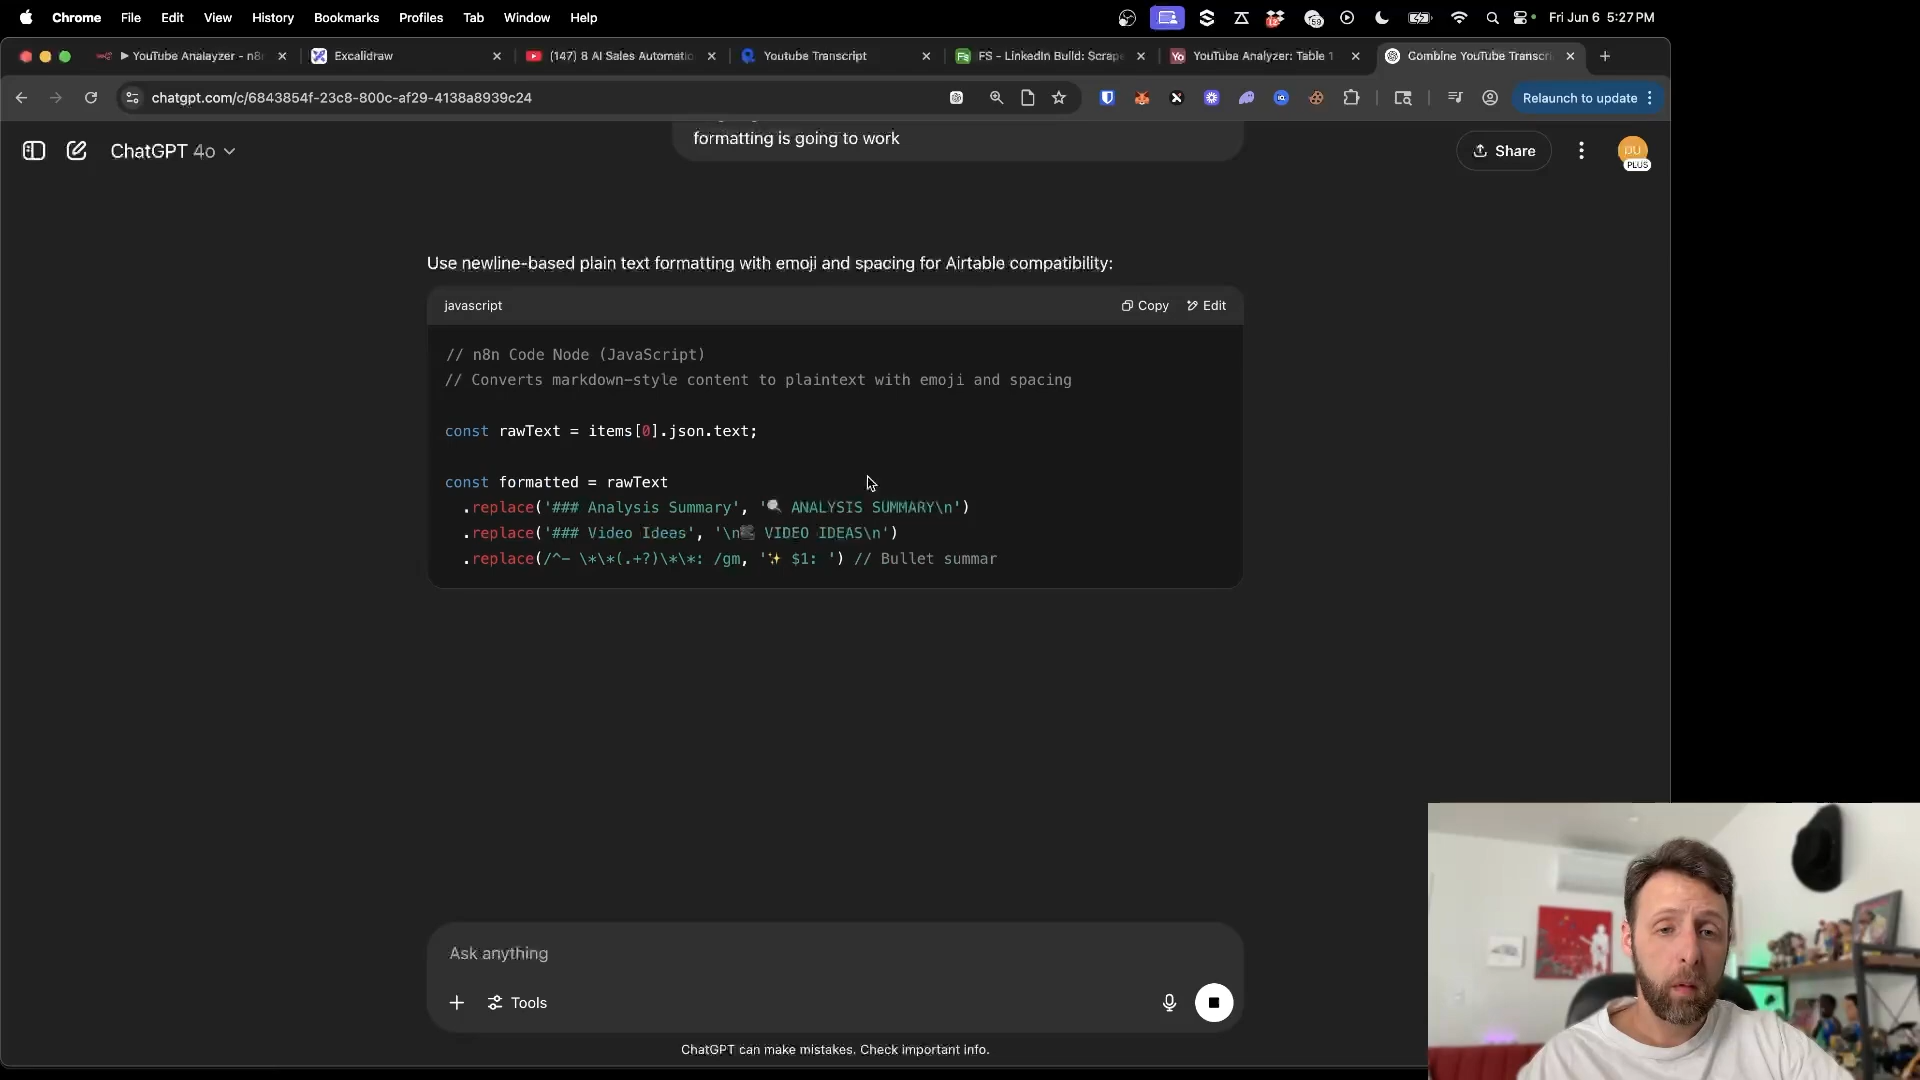 Chrome File Edit View History Bookmarks Profiles Tab Window Help Fri Jun 6 5:27 PM
YouTube Analayzer - n8 Excalidraw (147) 8 AI Sales Automatic Youtube Transcript FS - LinkedIn Build: Scrape YouTube Analyzer: Table 1 Combine YouTube Transcri
chatgpt.com/c/6843854f-23c8-800c-af29-4138a8939c24 Relaunch to update
formatting is going to work
ChatGPT 4o Share
PLUS
Use newline-based plain text formatting with emoji and spacing for Airtable compatibility:
javascript Copy Edit
// n8n Code Node (JavaScript)
// Converts markdown-style content to plaintext with emoji and spacing
const rawText = items[0].json.text;
const formatted = rawText
.replace('### Analysis Summary', '🔍 ANALYSIS SUMMARY\n')
.replace('### Video Ideas', '\n🎥 VIDEO IDEAS\n')
.replace(/^- \*\*(.+?)\*\*: /gm, '✨ $1: ') // Bullet summar
Ask anything
Tools
ChatGPT can make mistakes. Check important info.